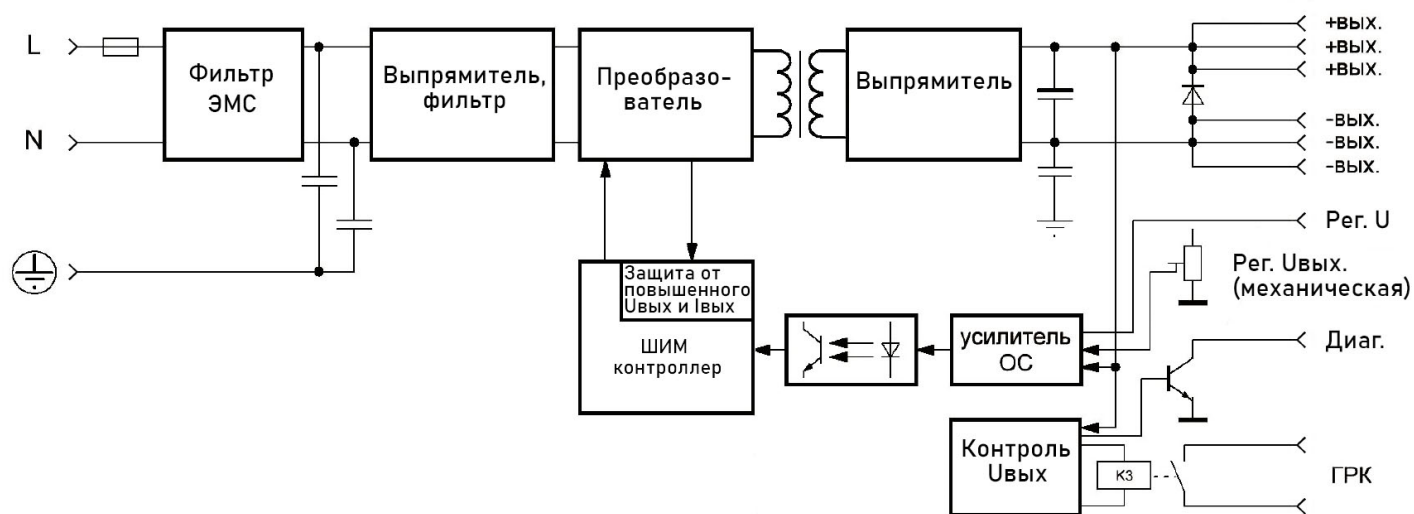 L
N
Фильтр
ЭМС
Выпрямитель,
фильтр
Преобразо-
ватель
Выпрямитель
+вых.
+вых.
+вых.
-вых.
-вых.
-вых.
Рег. U
Рег. Uвых.
(механическая)
Защита от
повышенного
Uвых и Iвых
ШИМ
контроллер
усилитель
ОС
Диаг.
Контроль
Uвых
К3
ГРК